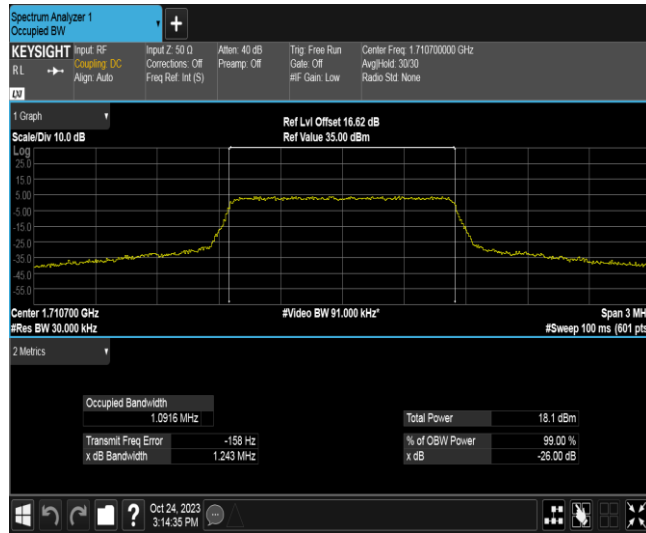 Spectrum Analyzer 1
Occupied BW
+
KEYSIGHT
RL
LXI
Input: RF
Coupling: DC
Align: Auto
Input Z: 50 Ω
Corrections: Off
Freq Ref: Int (S)
Atten: 40 dB
Preamp: Off
Trig: Free Run
Gate: Off
#IF Gain: Low
Center Freq: 1.710700000 GHz
Avg|Hold: 30/30
Radio Std: None
1 Graph
Scale/Div 10.0 dB
Ref Lvl Offset 16.62 dB
Ref Value 35.00 dBm
Log
25.0
15.0
5.00
-5.00
-15.0
-25.0
-35.0
-45.0
-55.0
Center 1.710700 GHz
#Res BW 30.000 kHz
#Video BW 91.000 kHz*
Span 3 MH
#Sweep 100 ms (601 pts
2 Metrics
Occupied Bandwidth
1.0916 MHz
Total Power 18.1 dBm
Transmit Freq Error -158 Hz
% of OBW Power 99.00 %
x dB Bandwidth 1.243 MHz
x dB -26.00 dB
?
Oct 24, 2023
3:14:35 PM